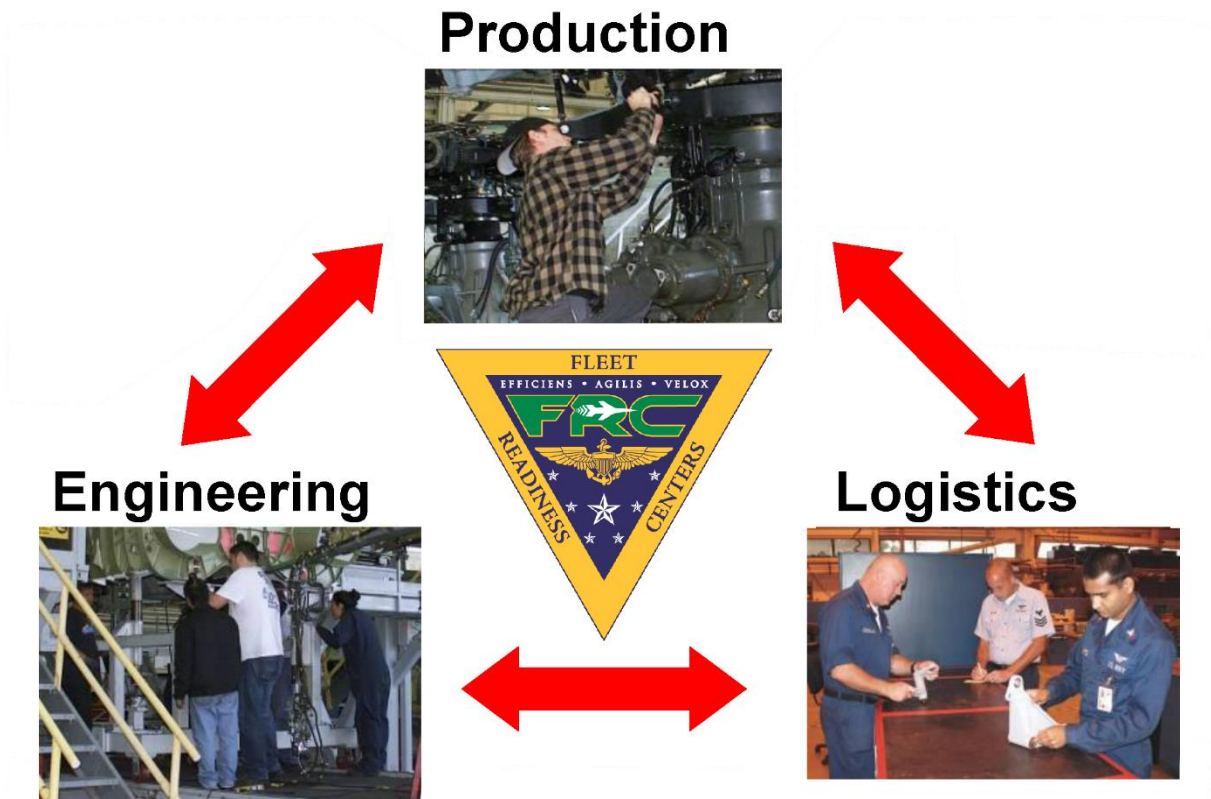 Production
FLEET
EFFICIENS • AGILIS • VELOX
FRC
READINESS
CENTERS
Engineering
Logistics